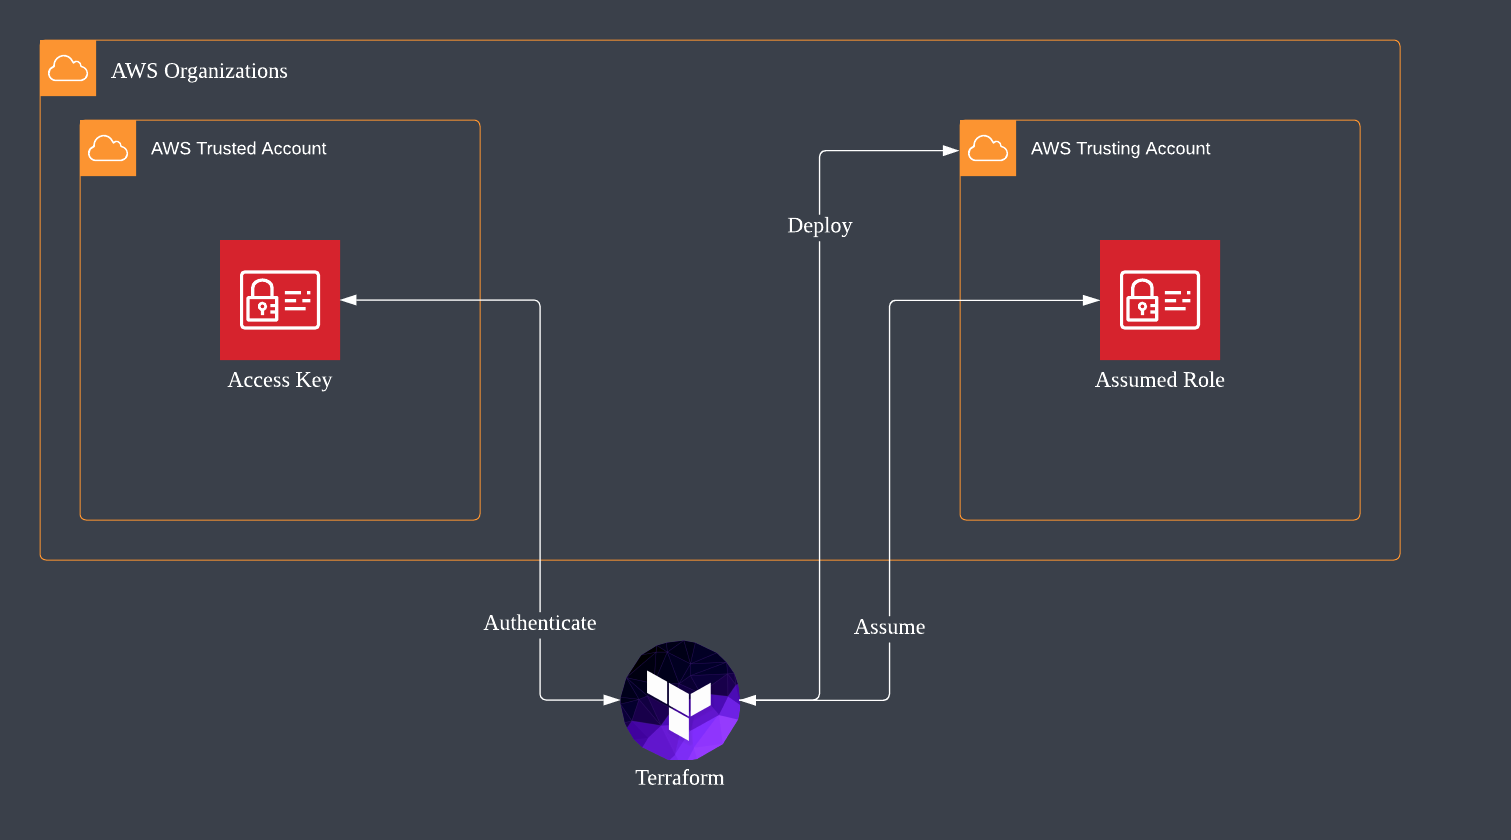 AWS Organizations
AWS Trusted Account
AWS Trusting Account
Deploy
Access Key
Assumed Role
Authenticate
Assume
Terraform